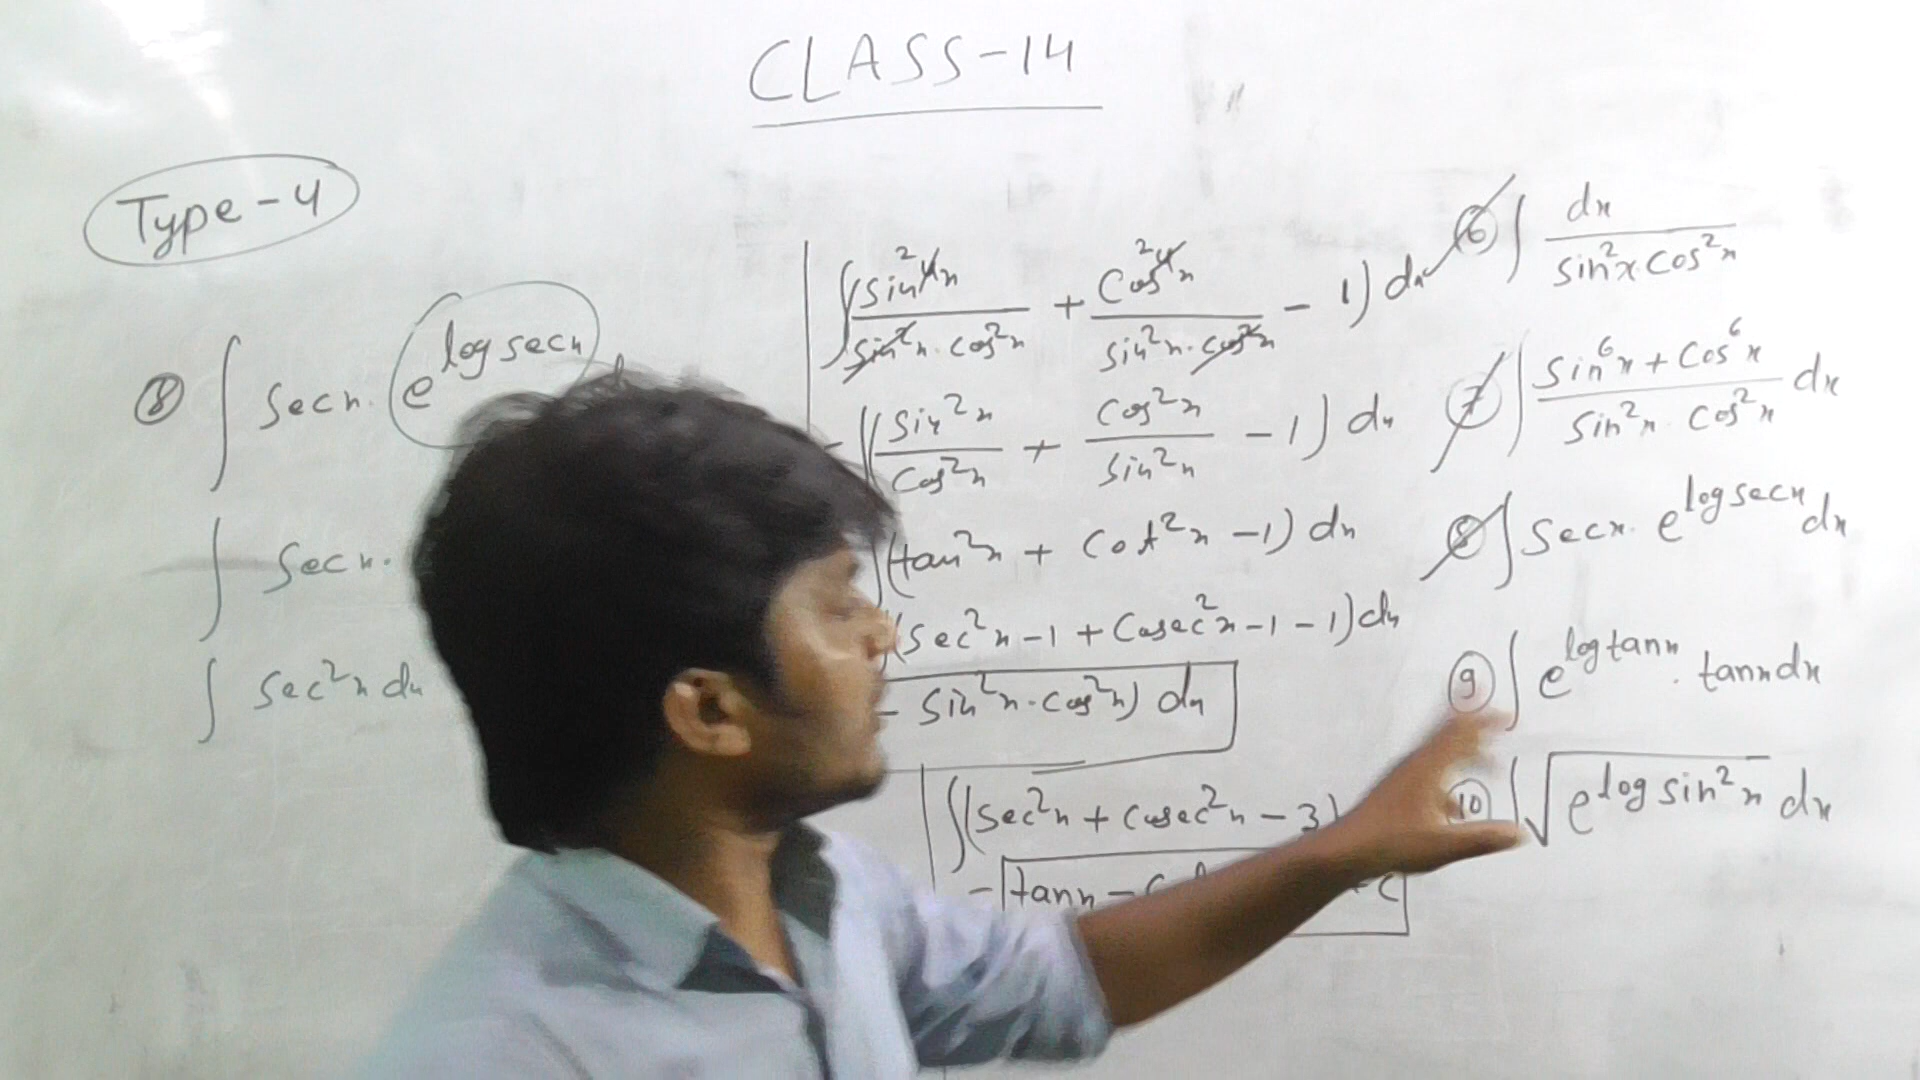 CLASS-14
Type-4
⑧ ∫ Secx. e^(log secx)
∫ Secx.
∫ Sec²x dx
∫( Sin⁴x / Sin²x.cos²x + Cos⁴x / Sin²x.cos²x - 1) dx
- ∫( Sin²x / Cos²x + Cos²x / Sin²x - 1) dx
∫(tan²x + Cot²x - 1) dx
∫(Sec²x - 1 + Cosec²x - 1 - 1) dx
- Sin²x.Cos²x) dx
∫(Sec²x + Cosec²x - 3)
- tanx - + C
⑥ ∫ dx / Sin²x.Cos²x
⑦ ∫ Sin⁶x + Cos⁶x / Sin²x. Cos²x dx
⑧ ∫ Secx. e^(log secx) dx
⑨ ∫ e^(log tanx) . tanx dx
⑩ ∫ √(e^(log sin²x)) dx